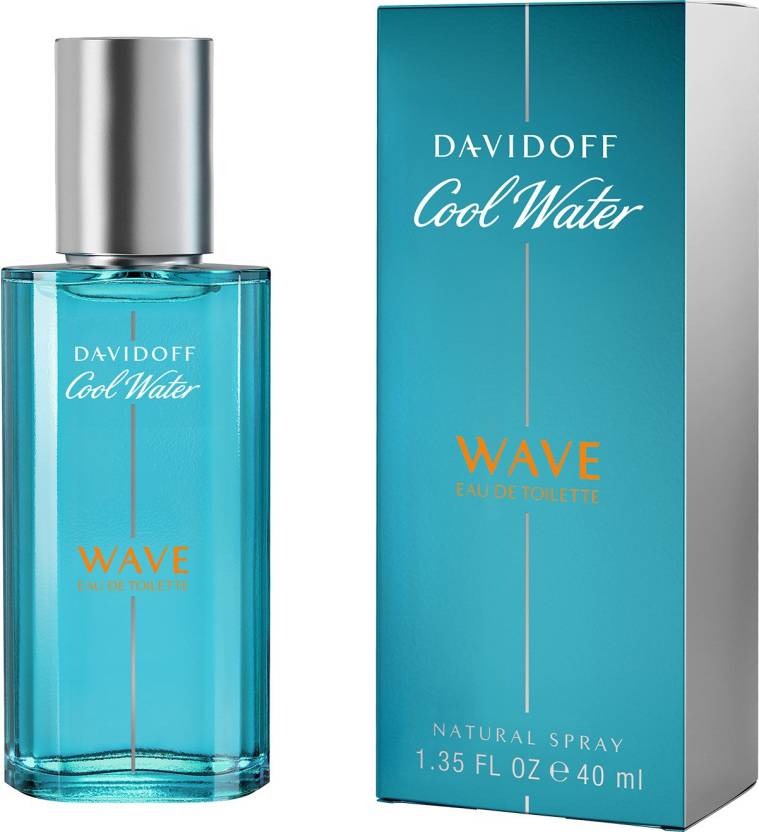 DAVIDOFF
Cool Water
WAVE
EAU DE TOILETTE
DAVIDOFF
Cool Water
WAVE
EAU DE TOILETTE
NATURAL SPRAY
1.35 FL OZ ℮ 40 ml